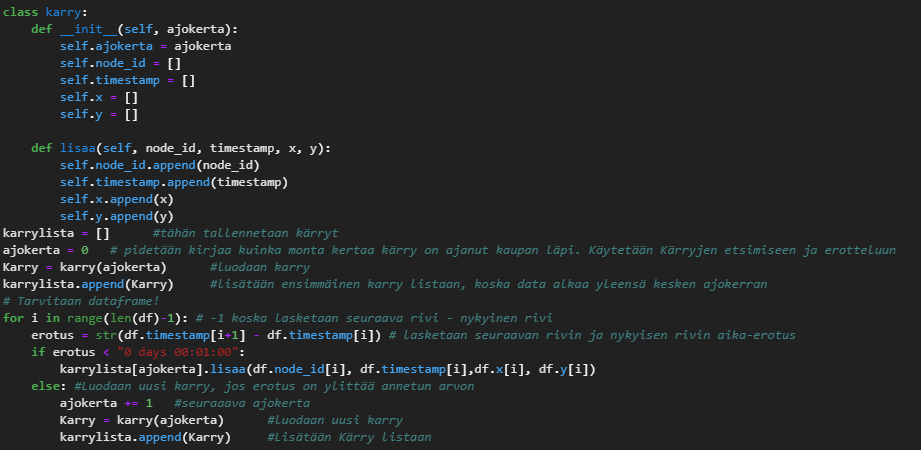 class karry:
    def __init__(self, ajokerta):
        self.ajokerta = ajokerta
        self.node_id = []
        self.timestamp = []
        self.x = []
        self.y = []

    def lisaa(self, node_id, timestamp, x, y):
        self.node_id.append(node_id)
        self.timestamp.append(timestamp)
        self.x.append(x)
        self.y.append(y)
karrylista = []      #tähän tallennetaan kärryt
ajokerta = 0   # pidetään kirjaa kuinka monta kertaa kärry on ajanut kaupan läpi. Käytetään Kärryjen etsimiseen ja erotteluun
Karry = karry(ajokerta)      #luodaan karry
karrylista.append(Karry)     #lisätään ensimmäinen karry listaan, koska data alkaa yleensä kesken ajokerran
# Tarvitaan dataframe!
for i in range(len(df)-1): # -1 koska lasketaan seuraava rivi - nykyinen rivi
    erotus = str(df.timestamp[i+1] - df.timestamp[i]) # lasketaan seuraavan rivin ja nykyisen rivin aika-erotus
    if erotus < "0 days 00:01:00":
        karrylista[ajokerta].lisaa(df.node_id[i], df.timestamp[i],df.x[i], df.y[i])
    else: #Luodaan uusi karry, jos erotus on ylittää annetun arvon
        ajokerta += 1   #seuraaava ajokerta
        Karry = karry(ajokerta)      #luodaan uusi karry
        karrylista.append(Karry)     #Lisätään Kärry listaan